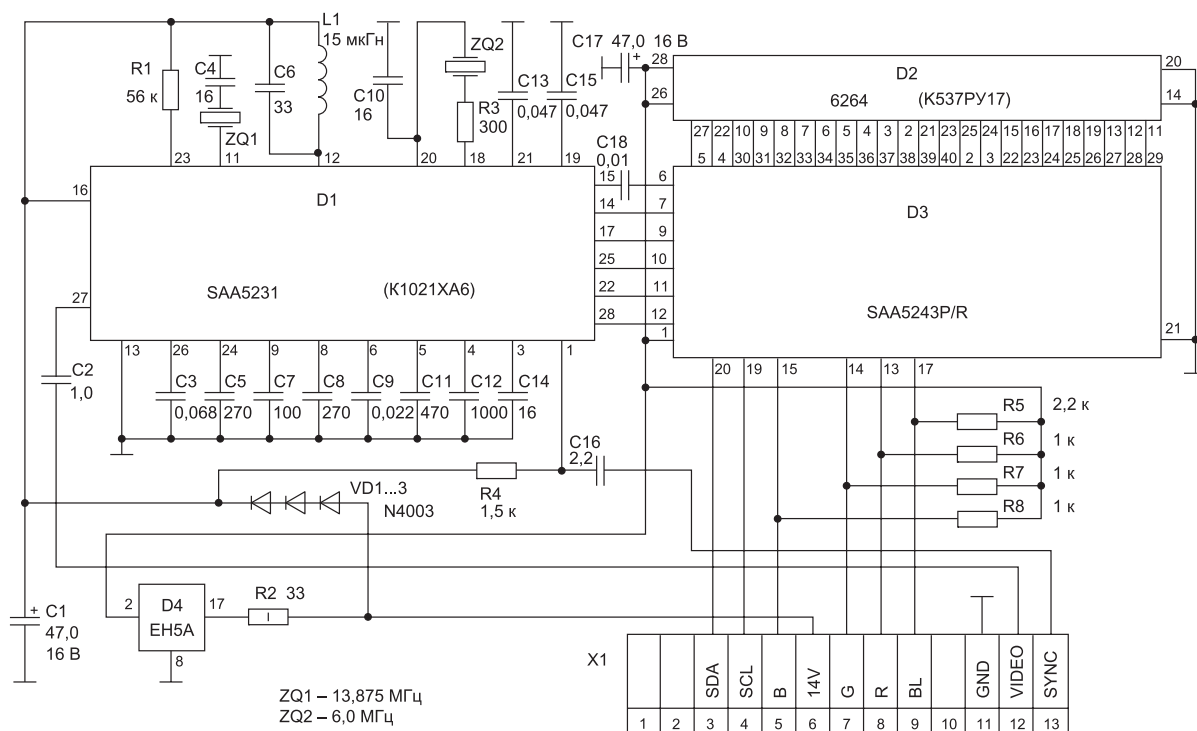 L1
15 мкГн
R1
56 к
C4
16
ZQ1
C6
33
C10
16
ZQ2
R3
300
C13
0,047
C15
0,047
C17 47,0 16 В
+
28
26
D2
6264 (К537РУ17)
20
14
27 22 10 9 8 7 6 5 4 3 2 21 23 25 24 15 16 17 18 19 13 12 11
5 4 30 31 32 33 34 35 36 37 38 39 40 2 3 22 23 24 25 26 27 28 29
23 11 12 20 18 21 19
C18
0,01
16
27
D1
SAA5231 (К1021ХА6)
15
14
17
25
22
28
6
7
9
10
11
12
1
D3
SAA5243P/R
21
13 26 24 9 8 6 5 4 3 1
20 19 15 14 13 17
C2
1,0
C3
0,068
C5
270
C7
100
C8
270
C9
0,022
C11
470
C12
1000
C14
16
C16
2,2
R4
1,5 к
VD1...3
N4003
R5 2,2 к
R6 1 к
R7 1 к
R8 1 к
+ C1
47,0
16 В
2
D4
EH5A
17
8
R2 33
X1
SDA
SCL
B
14V
G
R
BL
GND
VIDEO
SYNC
1 2 3 4 5 6 7 8 9 10 11 12 13
ZQ1 – 13,875 МГц
ZQ2 – 6,0 МГц